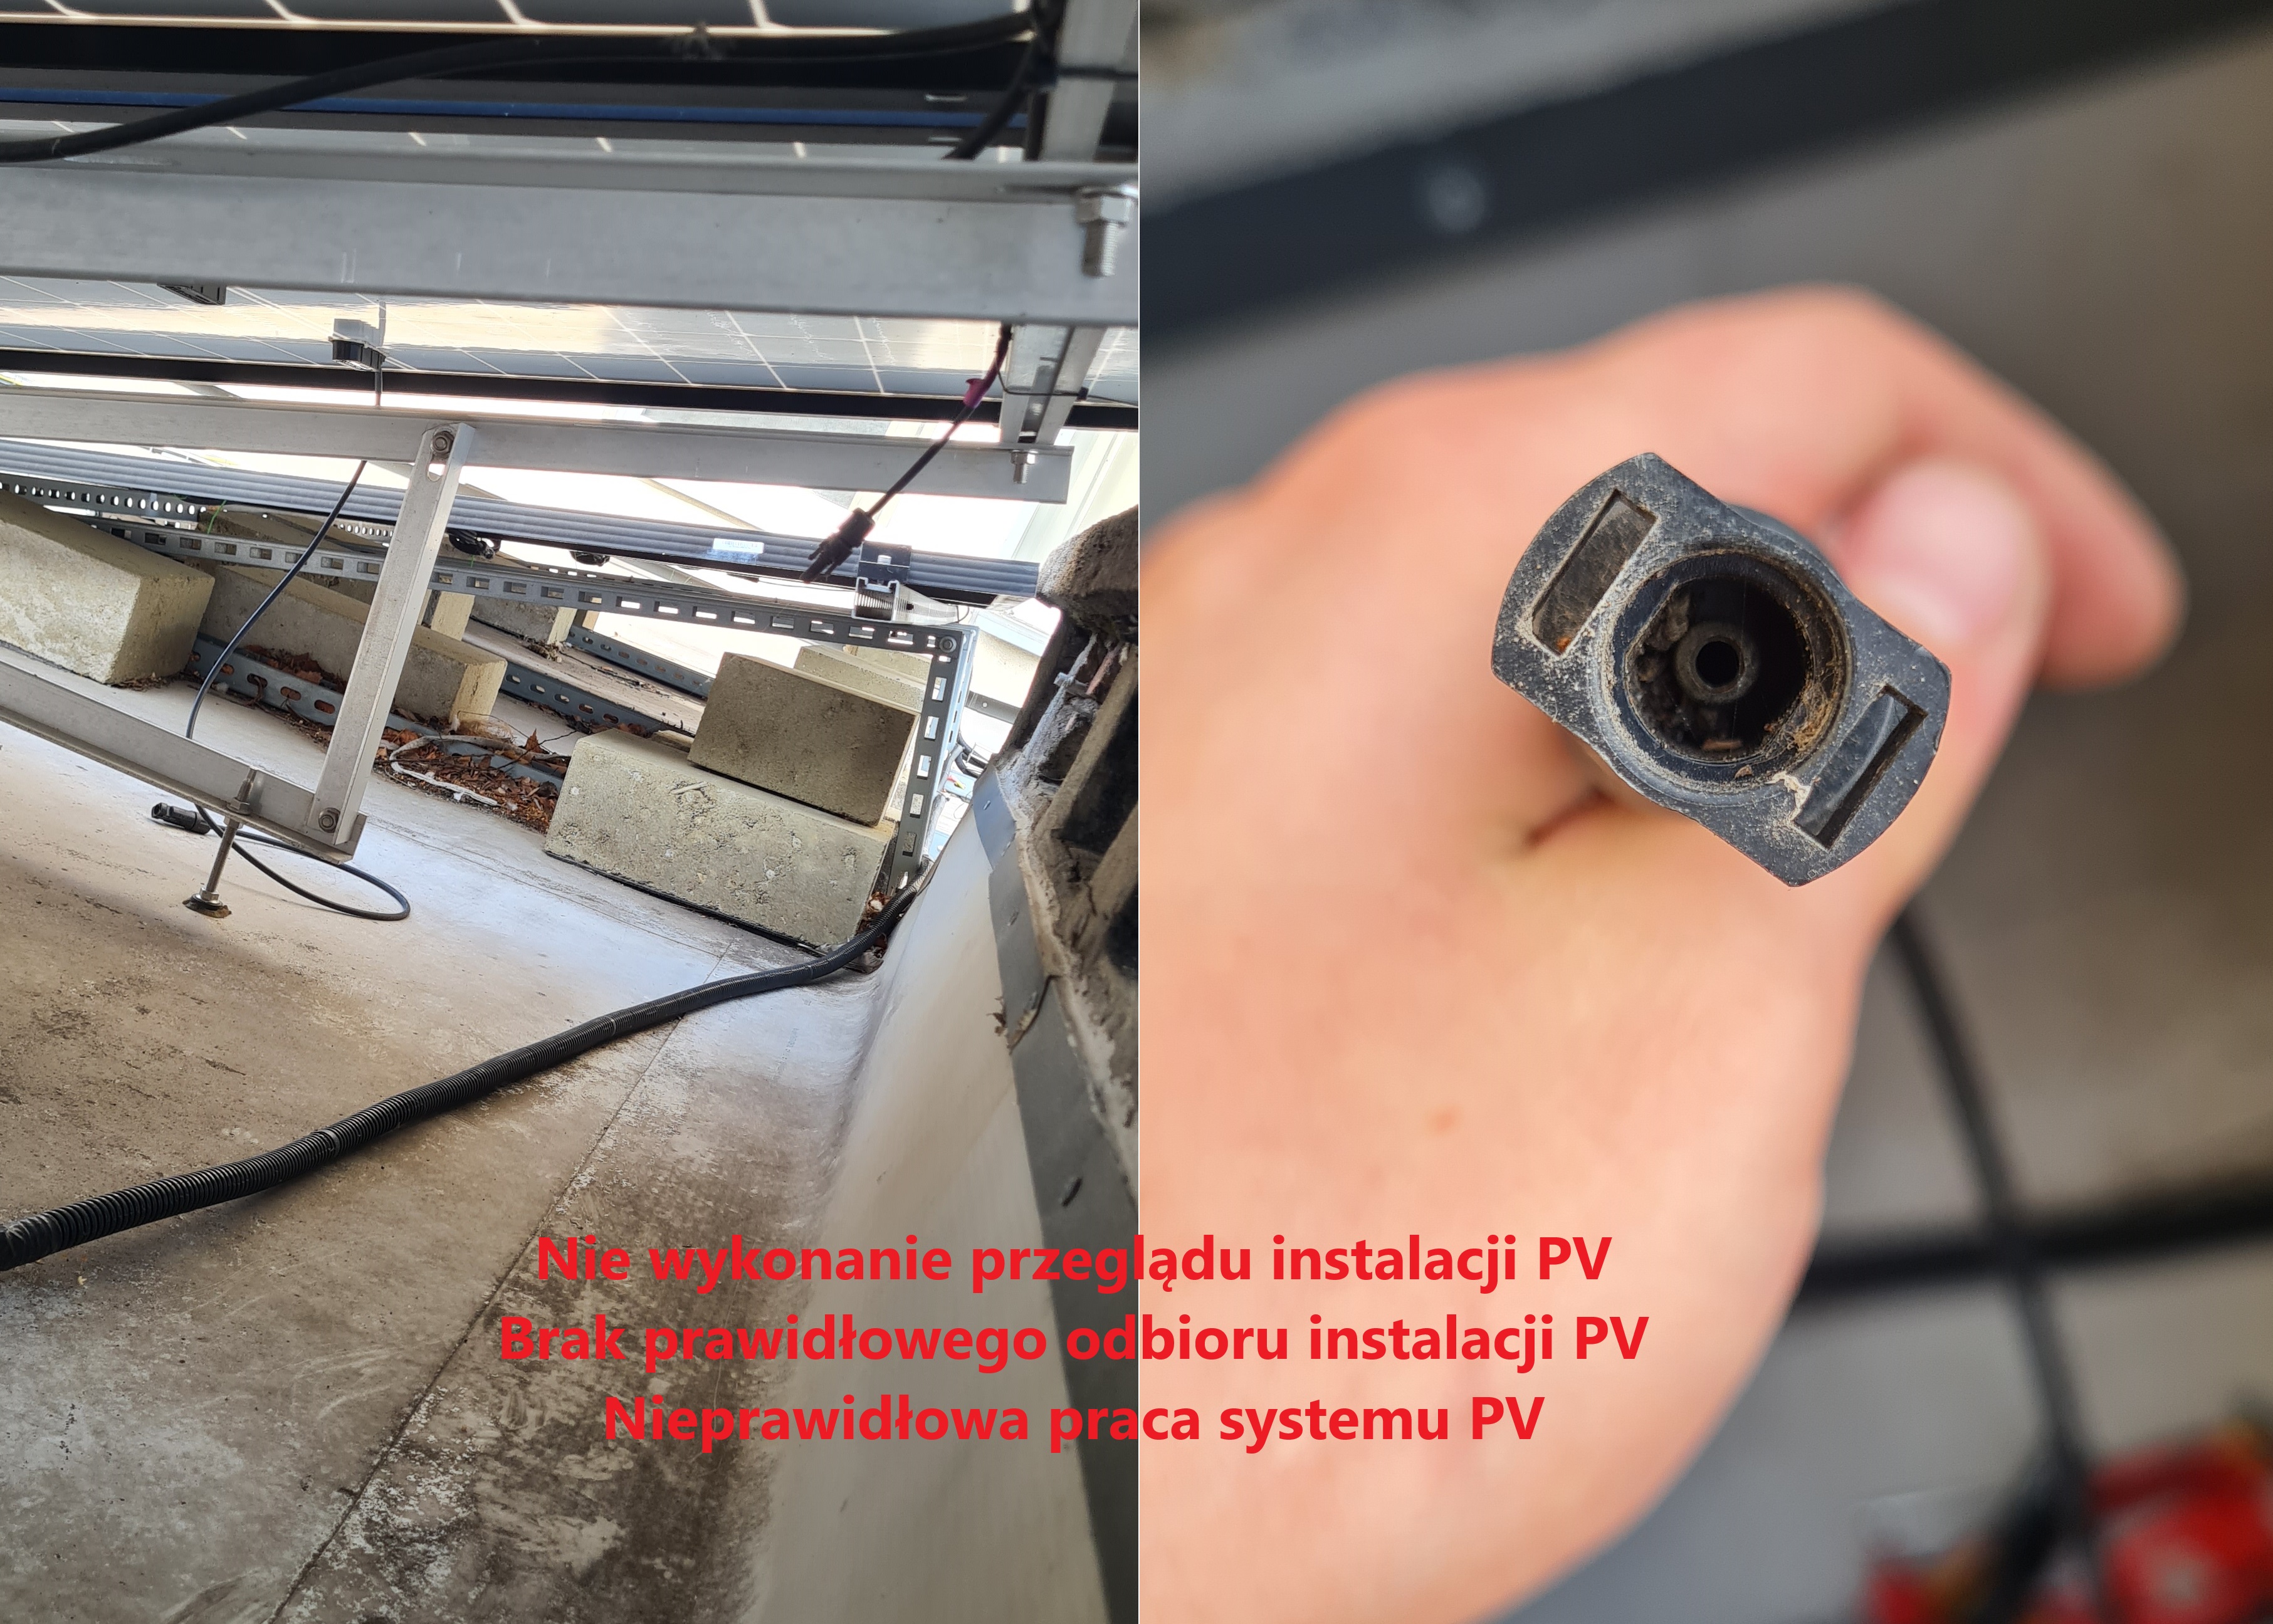 Nie wykonanie przeglądu instalacji PV
Brak prawidłowego odbioru instalacji PV
Nieprawidłowa praca systemu PV